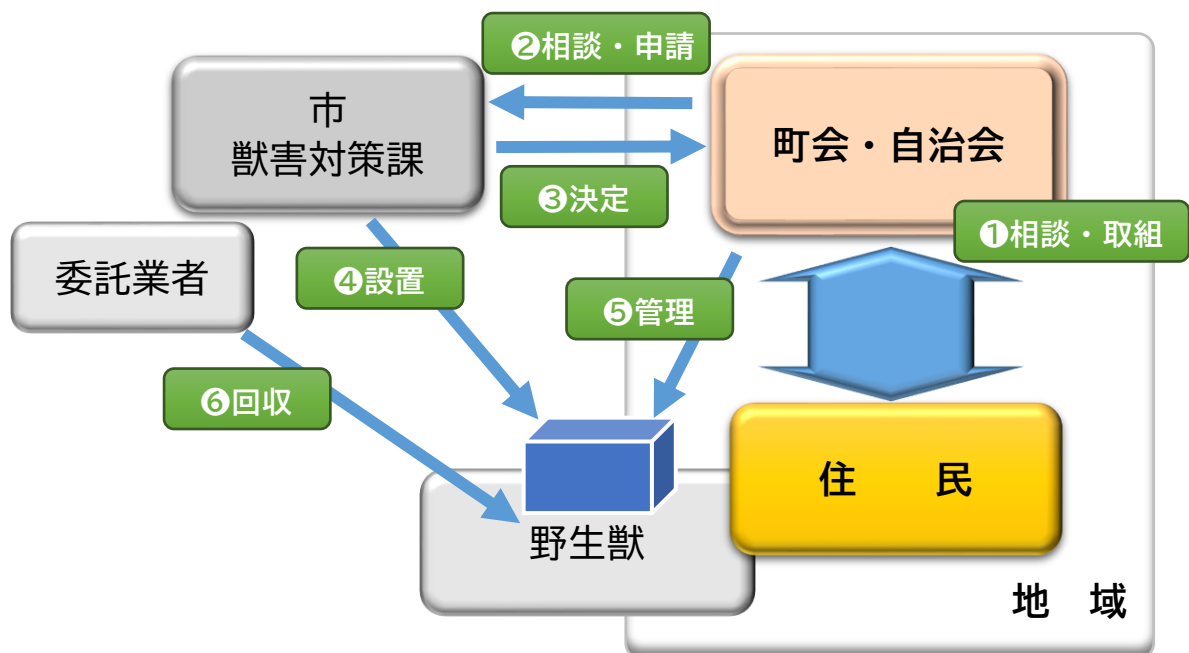 ❷相談・申請
市
獣害対策課
町会・自治会
❸決定
❶相談・取組
委託業者
❹設置
❺管理
❻回収
住　　民
野生獣
地　域